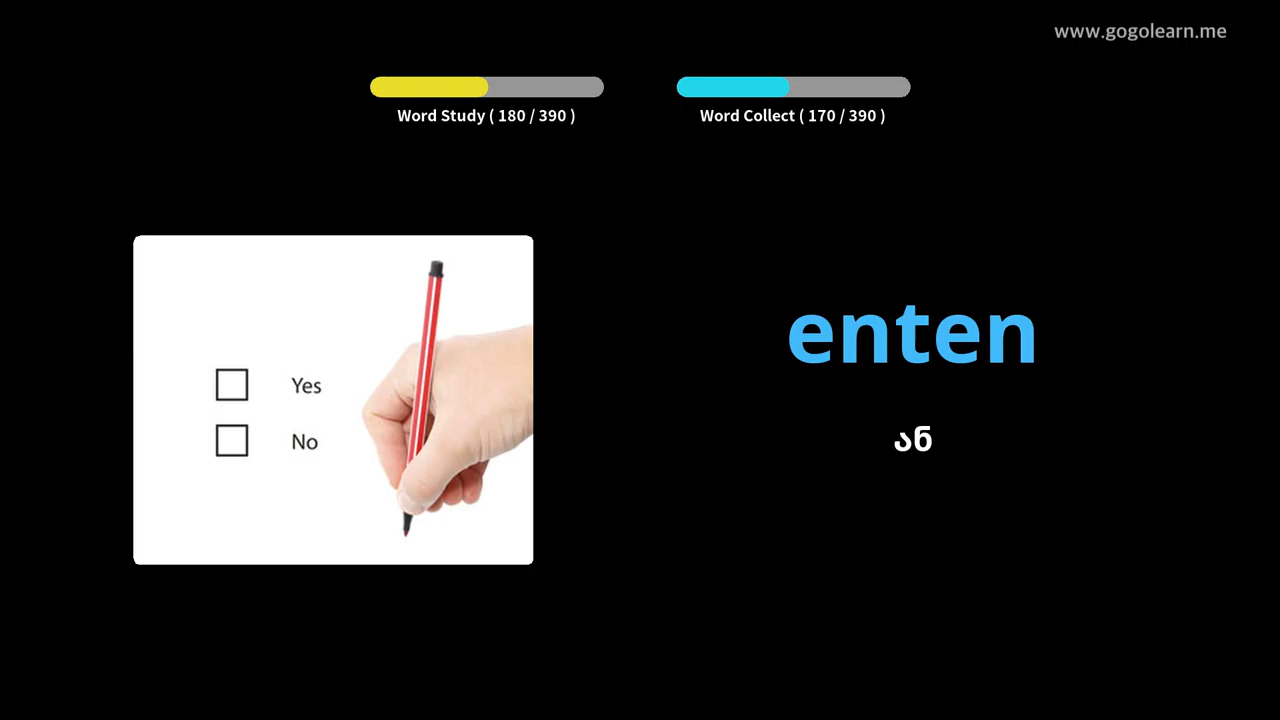 www.gogolearn.me
Word Study ( 180 / 390 )
Word Collect ( 170 / 390 )
Yes
No
enten
ან